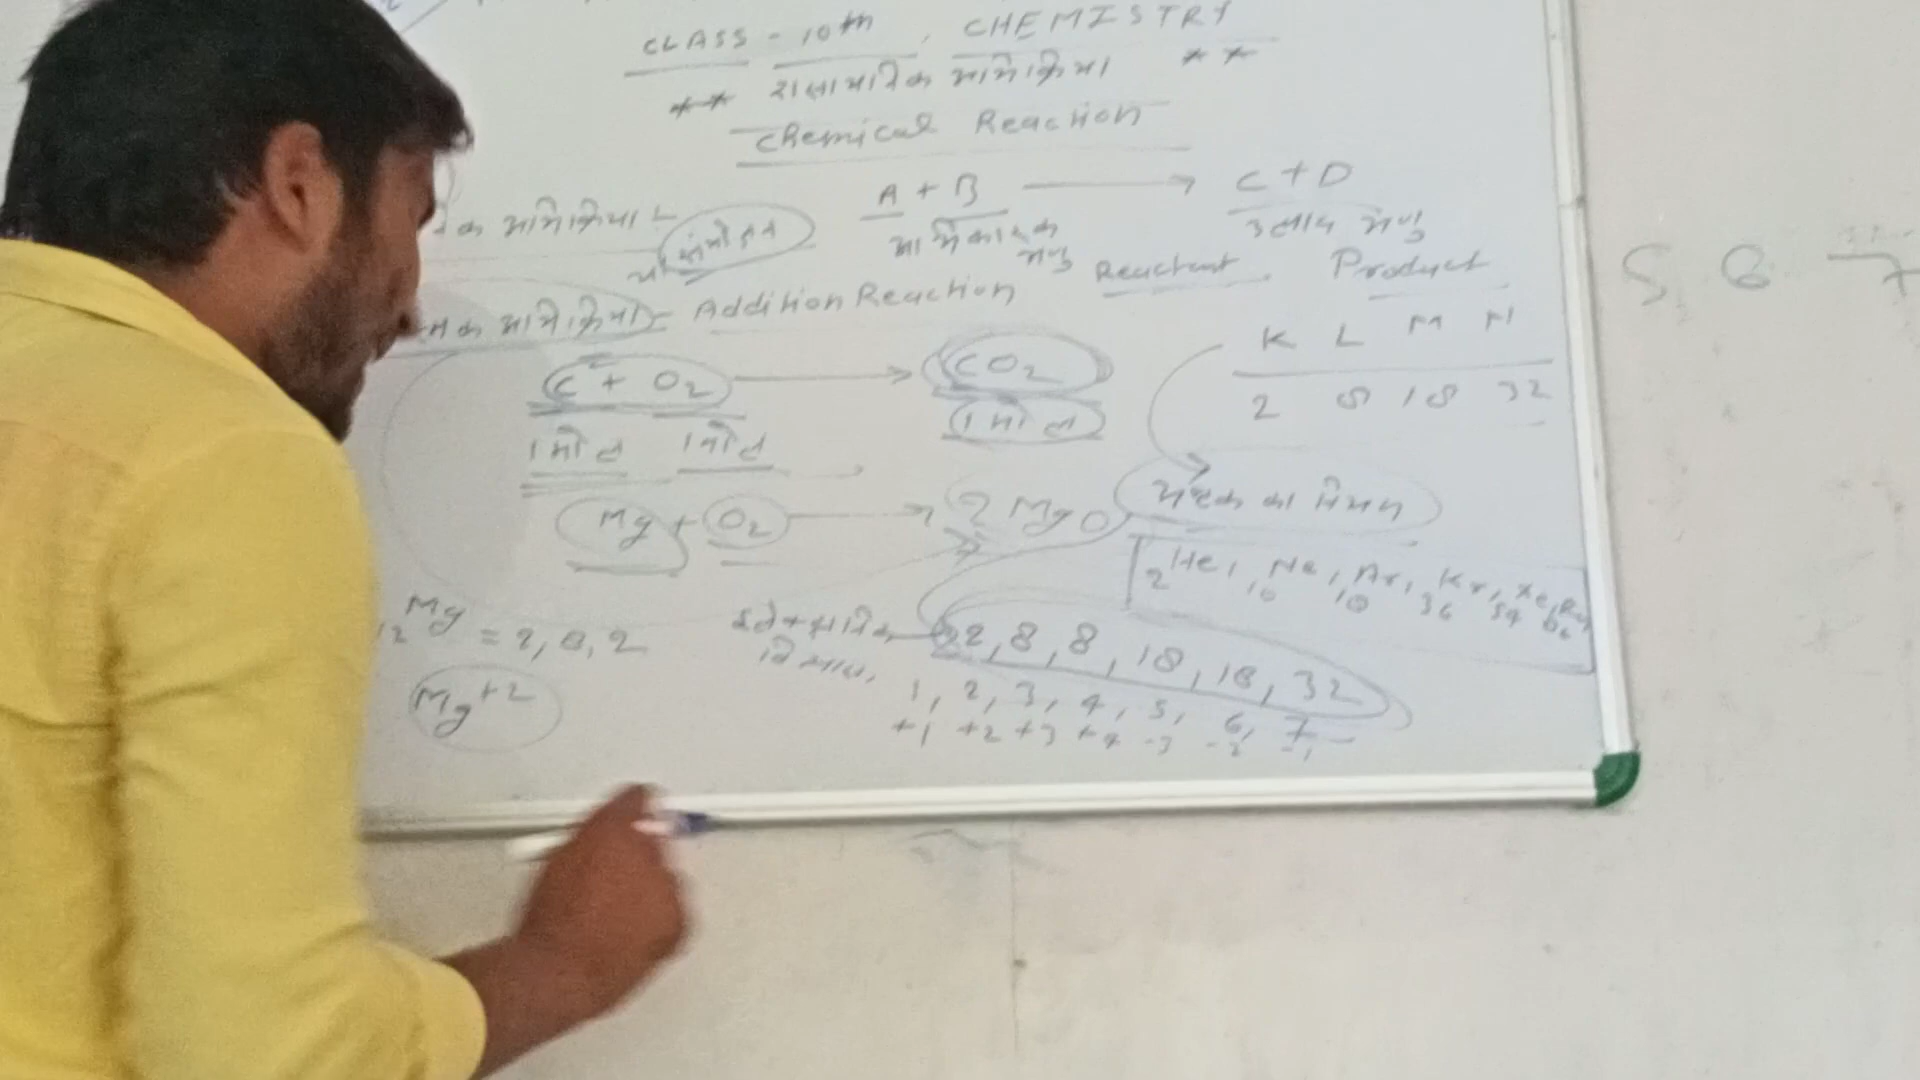 CLASS - 10th, CHEMISTRY
** रासायनिक अभिक्रिया **
Chemical Reaction
A + B → C + D
क अभिक्रिया
अभिकारक उत्पाद
Reactant Product
अभिक्रिया - Addition Reaction
K L M N
2 8 18 32
C + O2 → CO2
1 मोल 1 मोल 1 मोल
अष्टक का नियम
Mg + O2 → 2 MgO
2He, 10Ne, 18Ar, 36Kr, 54Xe, 86Rn
12Mg = 2, 8, 2
2, 8, 8, 18, 18, 32
Mg+2
1, 2, 3, 4, 5, 6, 7
+1 +2 +3 +4 -3 -2 -1
5 6 7